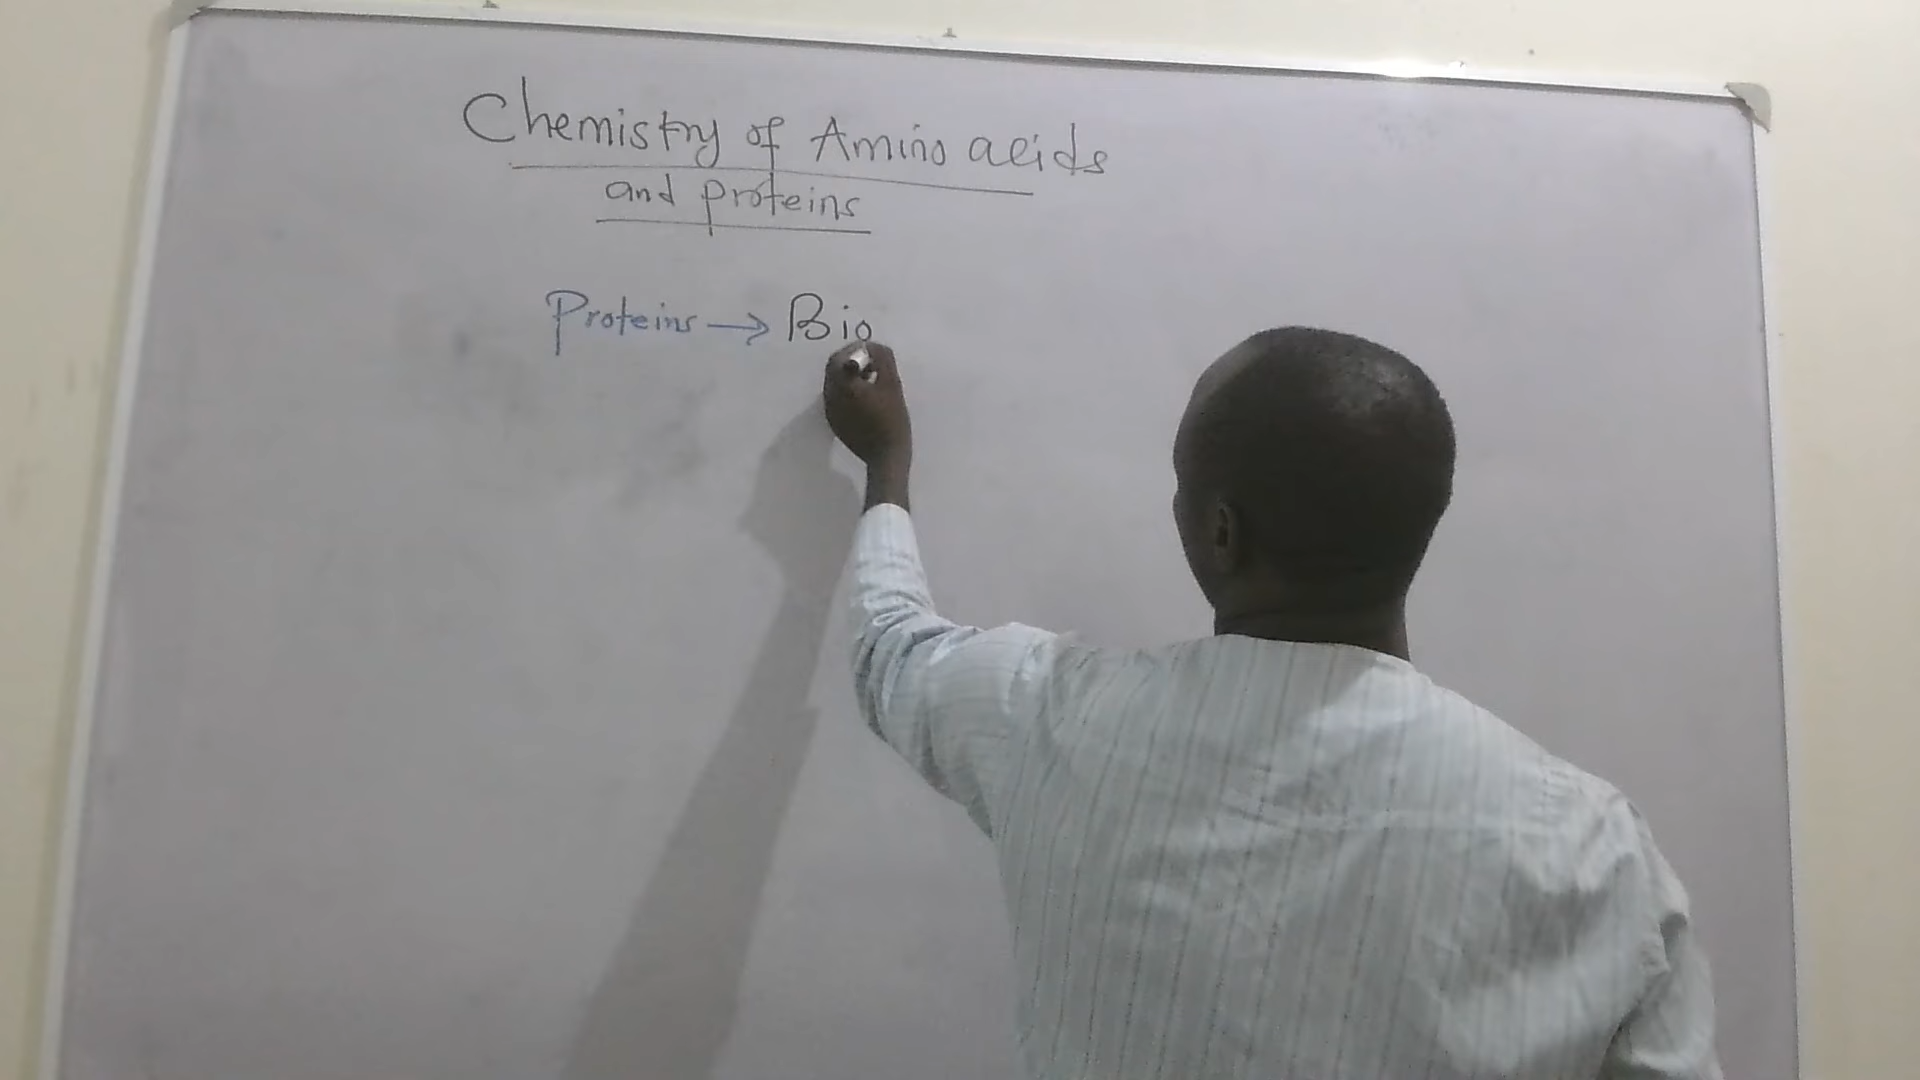 Chemistry of Amino acids
and proteins
Proteins → Bio